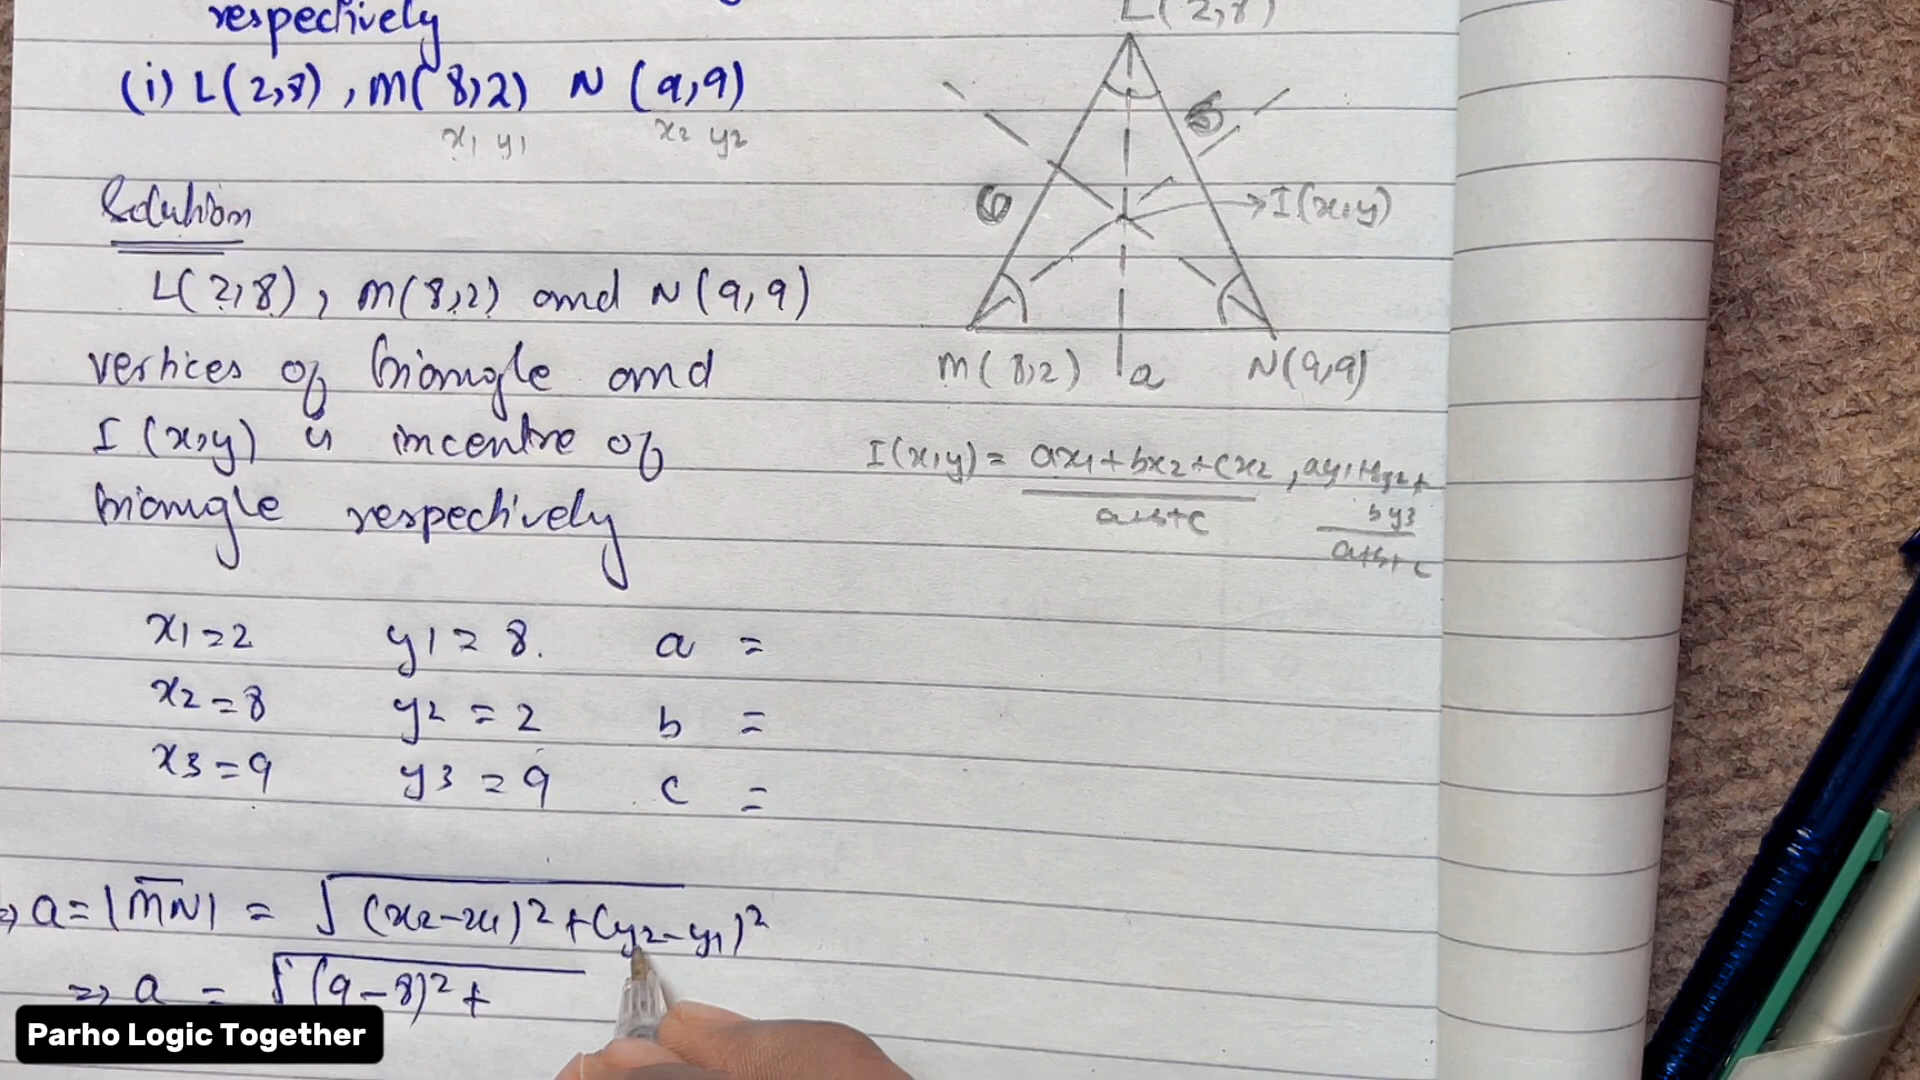 respectively
(i) L(2,8), M(8,2) N (9,9)
x1 y1 x2 y2
Solution
L(2,8), M(8,2) and N(9,9)
vertices of triangle and
I (x,y) is incentre of
triangle respectively
x1=2 y1=8. a =
x2=8 y2=2 b =
x3=9 y3=9 c =
⇒ a=|MN| = √(x2-x1)²+(y2-y1)²
⇒ a = √(9-8)²+
L(2,8)
I(x,y)
M(8,2) a N(9,9)
I(x,y) = ax1+bx2+cx2, ay1+by2+
by3
a+b+c
a+b+c
Parho Logic Together